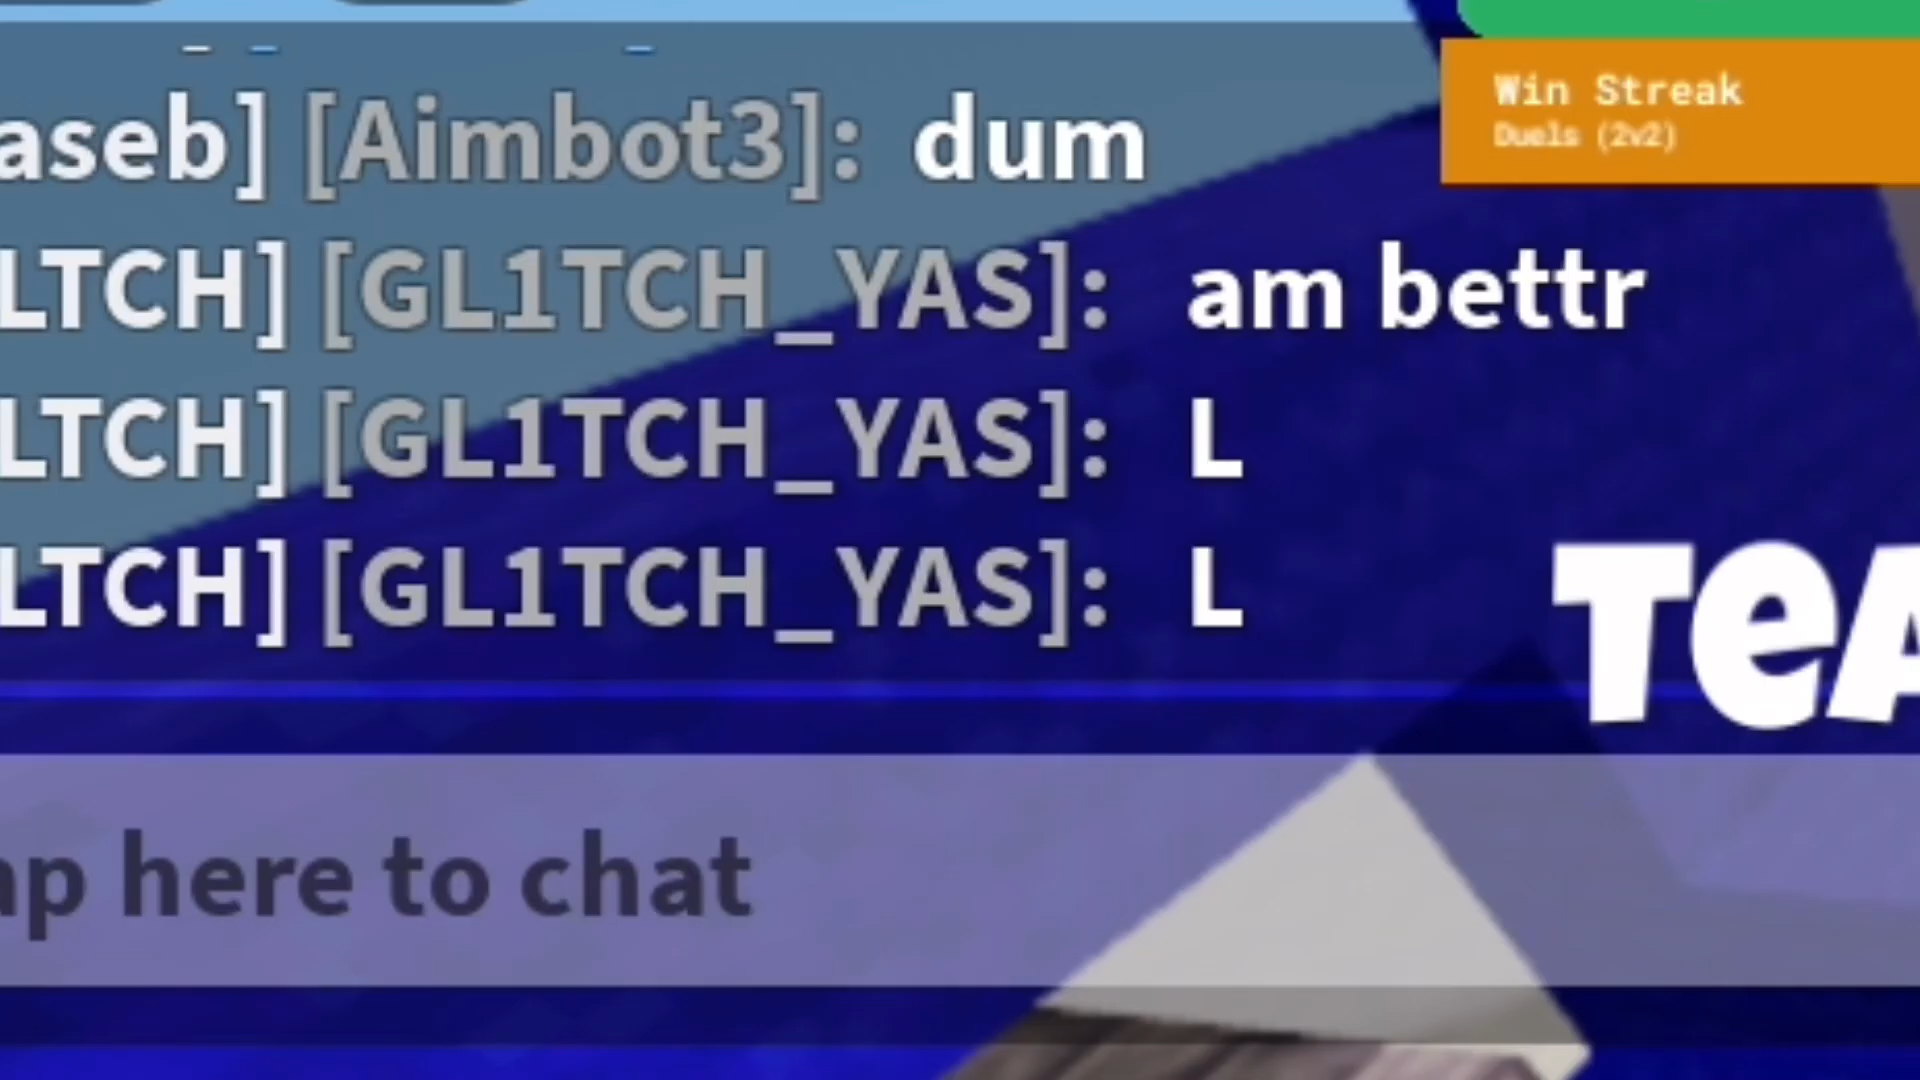 Win Streak
Duels (2v2)
aseb] [Aimbot3]: dum
LTCH] [GL1TCH_YAS]: am bettr
LTCH] [GL1TCH_YAS]: L
LTCH] [GL1TCH_YAS]: L
TeA
ap here to chat